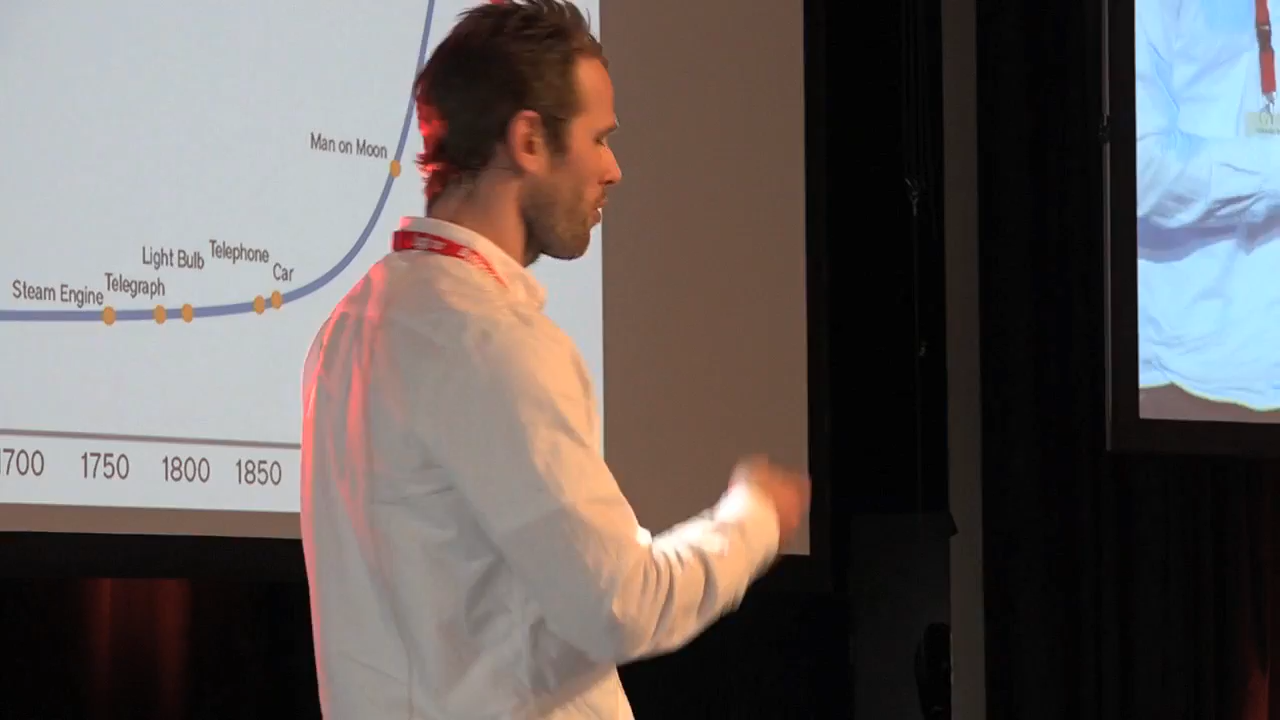 Man on Moon
Light Bulb
Telephone
Steam Engine
Telegraph
Car
1700
1750
1800
1850